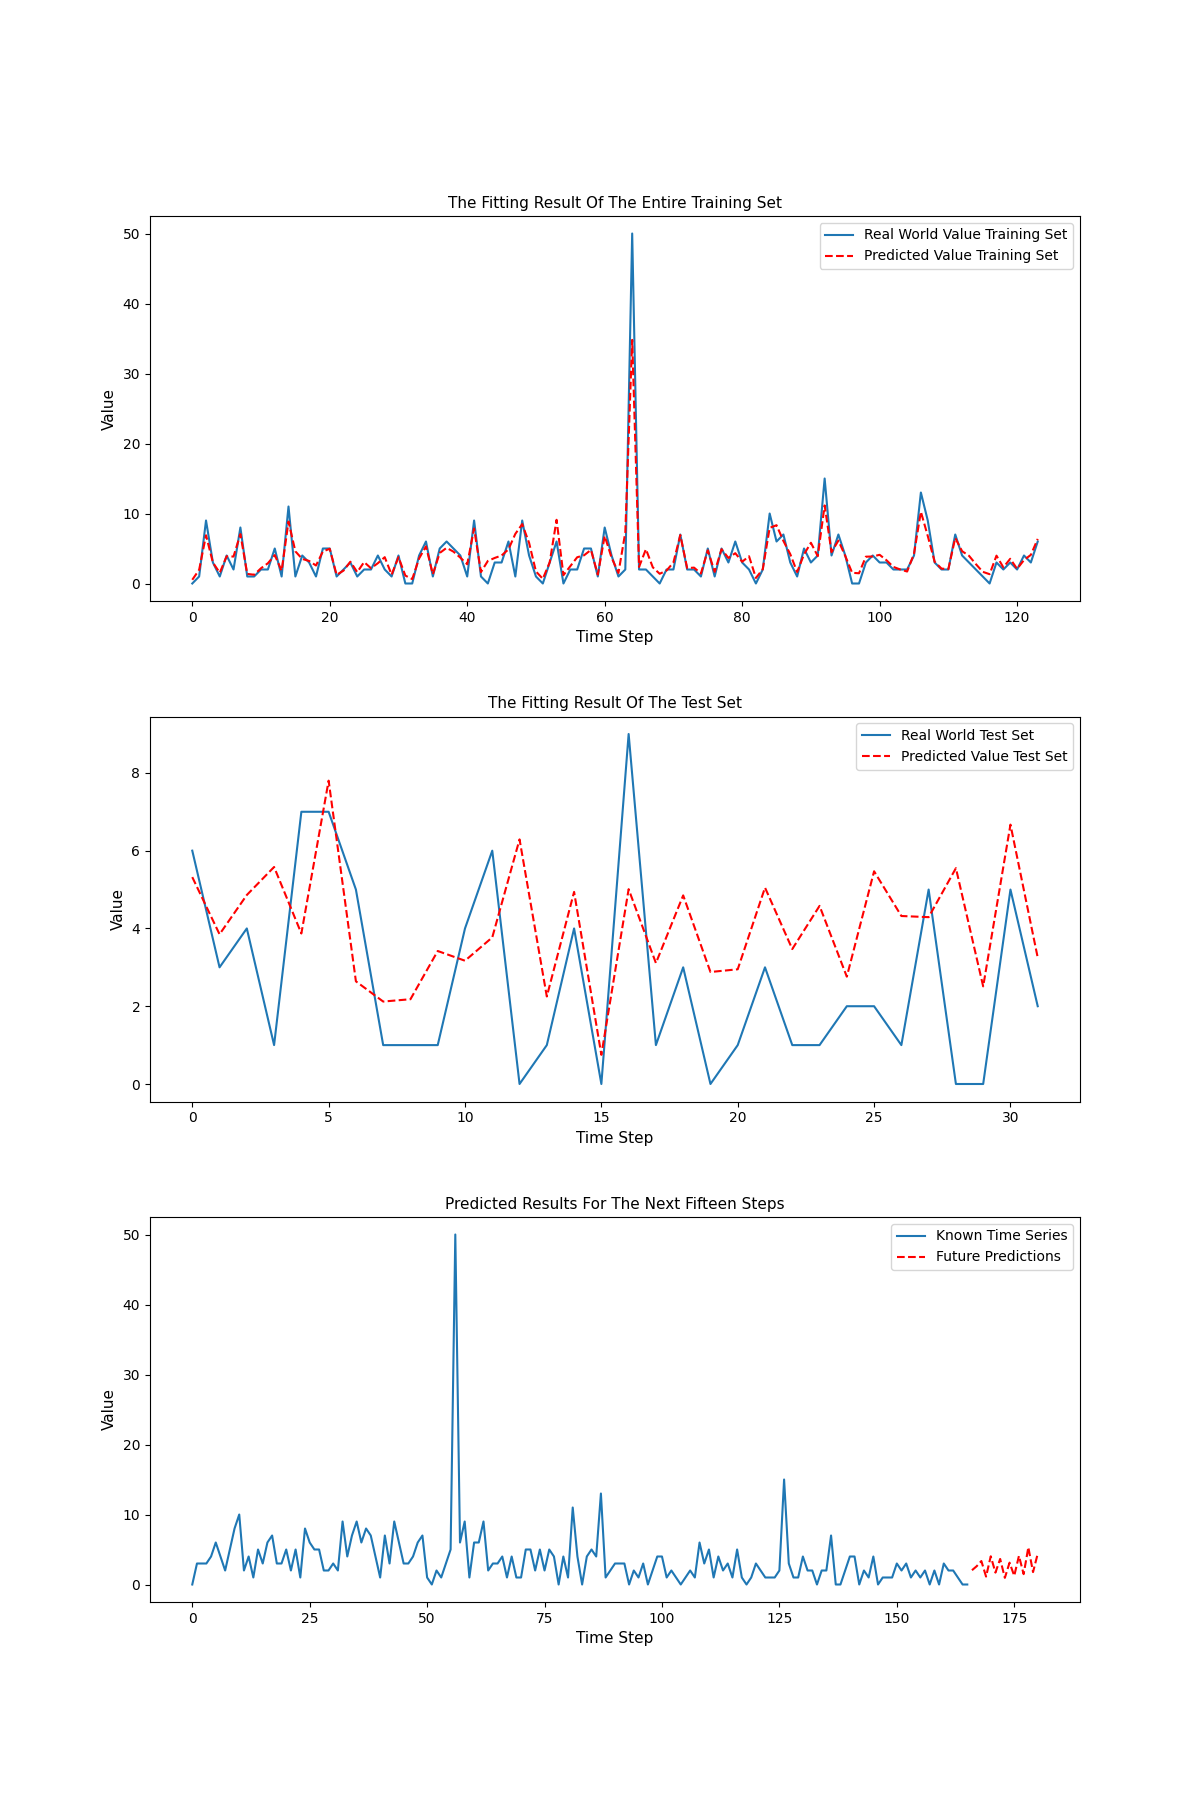 The Fitting Result Of The Entire Training Set
Real World Value Training Set
Predicted Value Training Set
50
40
30
20
10
0
Value
0 20 40 60 80 100 120
Time Step
The Fitting Result Of The Test Set
Real World Test Set
Predicted Value Test Set
8
6
4
2
0
Value
0 5 10 15 20 25 30
Time Step
Predicted Results For The Next Fifteen Steps
Known Time Series
Future Predictions
50
40
30
20
10
0
Value
0 25 50 75 100 125 150 175
Time Step